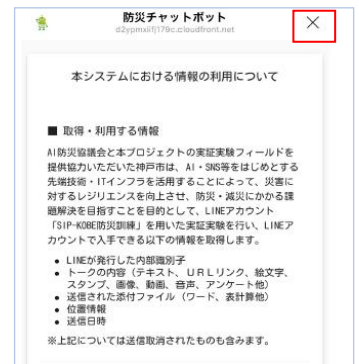 防災チャットボット
d2ypmxiifj179c.cloudfront.net
本システムにおける情報の利用について
■ 取得・利用する情報
AI防災協議会と本プロジェクトの実証実験フィールドを
提供協力いただいた神戸市は、AI・SNS等をはじめとする
先端技術・ITインフラを活用することによって、災害に
対するレジリエンスを向上させ、防災・減災にかかる課
題解決を目指すことを目的として、LINEアカウント
「SIP-KOBE防災訓練」を用いた実証実験を行い、LINEア
カウントで入手できる以下の情報を取得します。
• LINEが発行した内部識別子
• トークの内容（テキスト、ＵＲＬリンク、絵文字、
スタンプ、画像、動画、音声、アンケート他）
• 送信された添付ファイル（ワード、表計算他）
• 位置情報
• 送信日時
※上記については送信取消されたものも含みます。